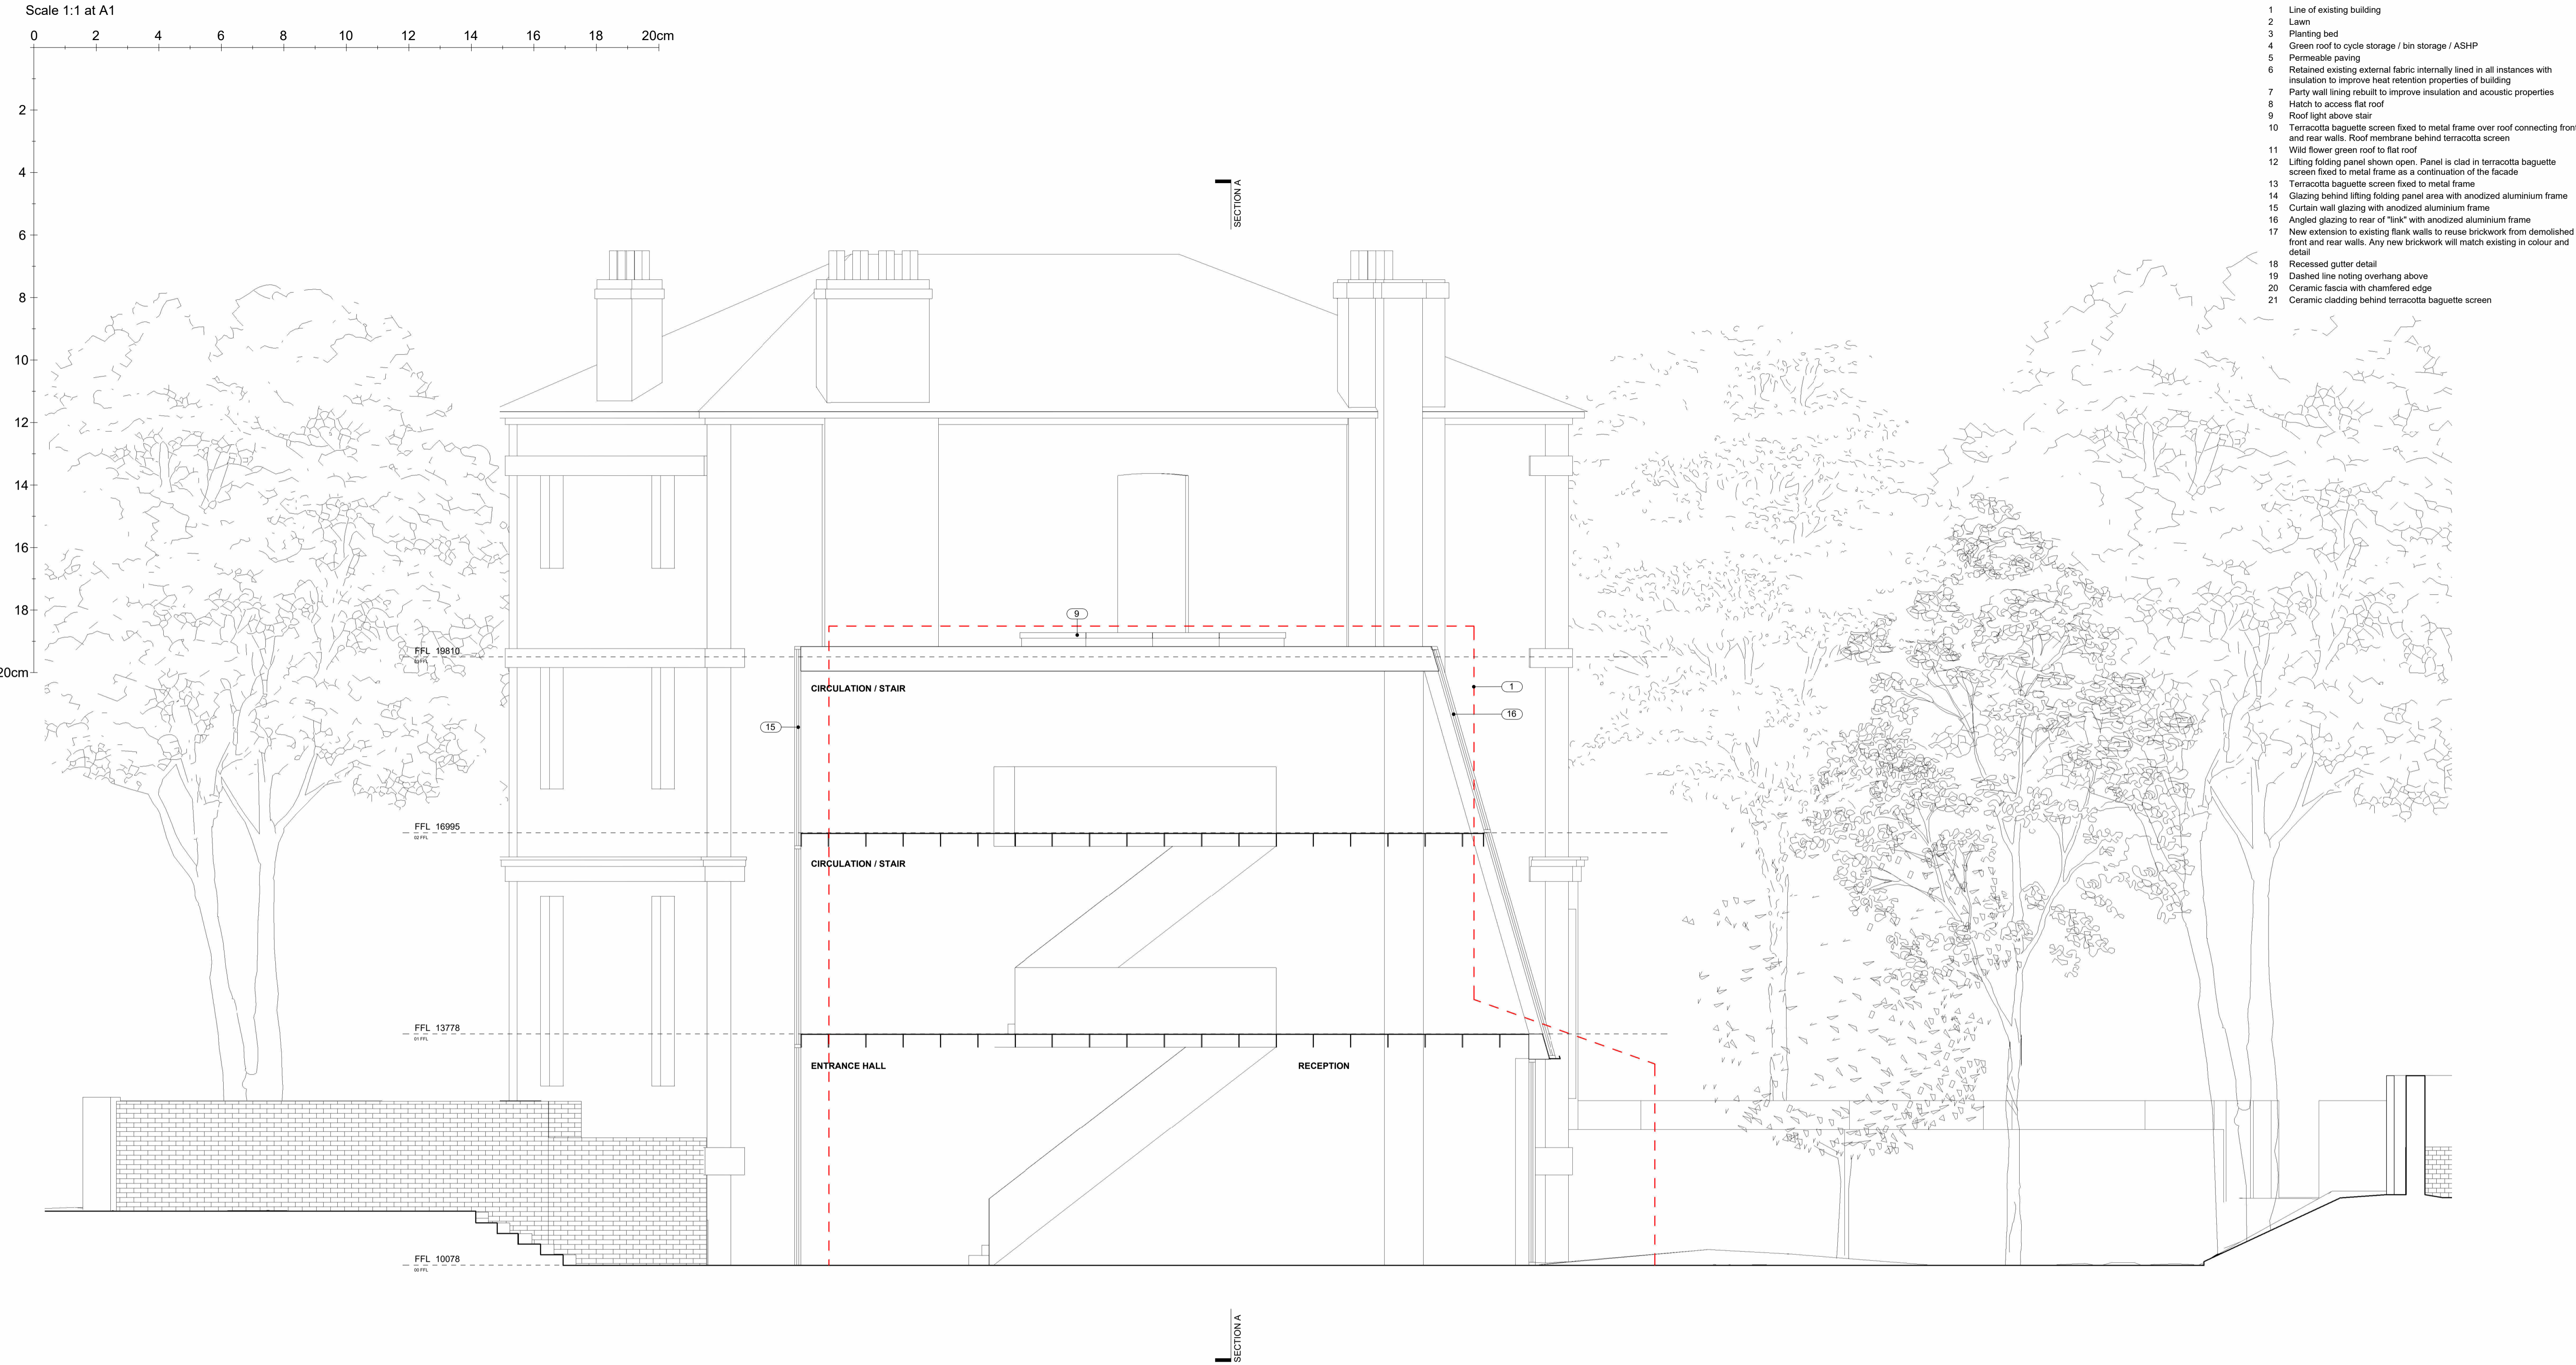 Scale 1:1 at A1
0 2 4 6 8 10 12 14 16 18 20cm
2
4
6
8
10
12
14
16
18
20cm
1 Line of existing building
2 Lawn
3 Planting bed
4 Green roof to cycle storage / bin storage / ASHP
5 Permeable paving
6 Retained existing external fabric internally lined in all instances with
insulation to improve heat retention properties of building
7 Party wall lining rebuilt to improve insulation and acoustic properties
8 Hatch to access flat roof
9 Roof light above stair
10 Terracotta baguette screen fixed to metal frame over roof connecting front
and rear walls. Roof membrane behind terracotta screen
11 Wild flower green roof to flat roof
12 Lifting folding panel shown open. Panel is clad in terracotta baguette
screen fixed to metal frame as a continuation of the facade
13 Terracotta baguette screen fixed to metal frame
14 Glazing behind lifting folding panel area with anodized aluminium frame
15 Curtain wall glazing with anodized aluminium frame
16 Angled glazing to rear of "link" with anodized aluminium frame
17 New extension to existing flank walls to reuse brickwork from demolished
front and rear walls. Any new brickwork will match existing in colour and
detail
18 Recessed gutter detail
19 Dashed line noting overhang above
20 Ceramic fascia with chamfered edge
21 Ceramic cladding behind terracotta baguette screen
SECTION A
9
FFL 19810
03 FFL
CIRCULATION / STAIR
1
16
15
FFL 16995
02 FFL
CIRCULATION / STAIR
FFL 13778
01 FFL
ENTRANCE HALL
RECEPTION
FFL 10078
00 FFL
SECTION A